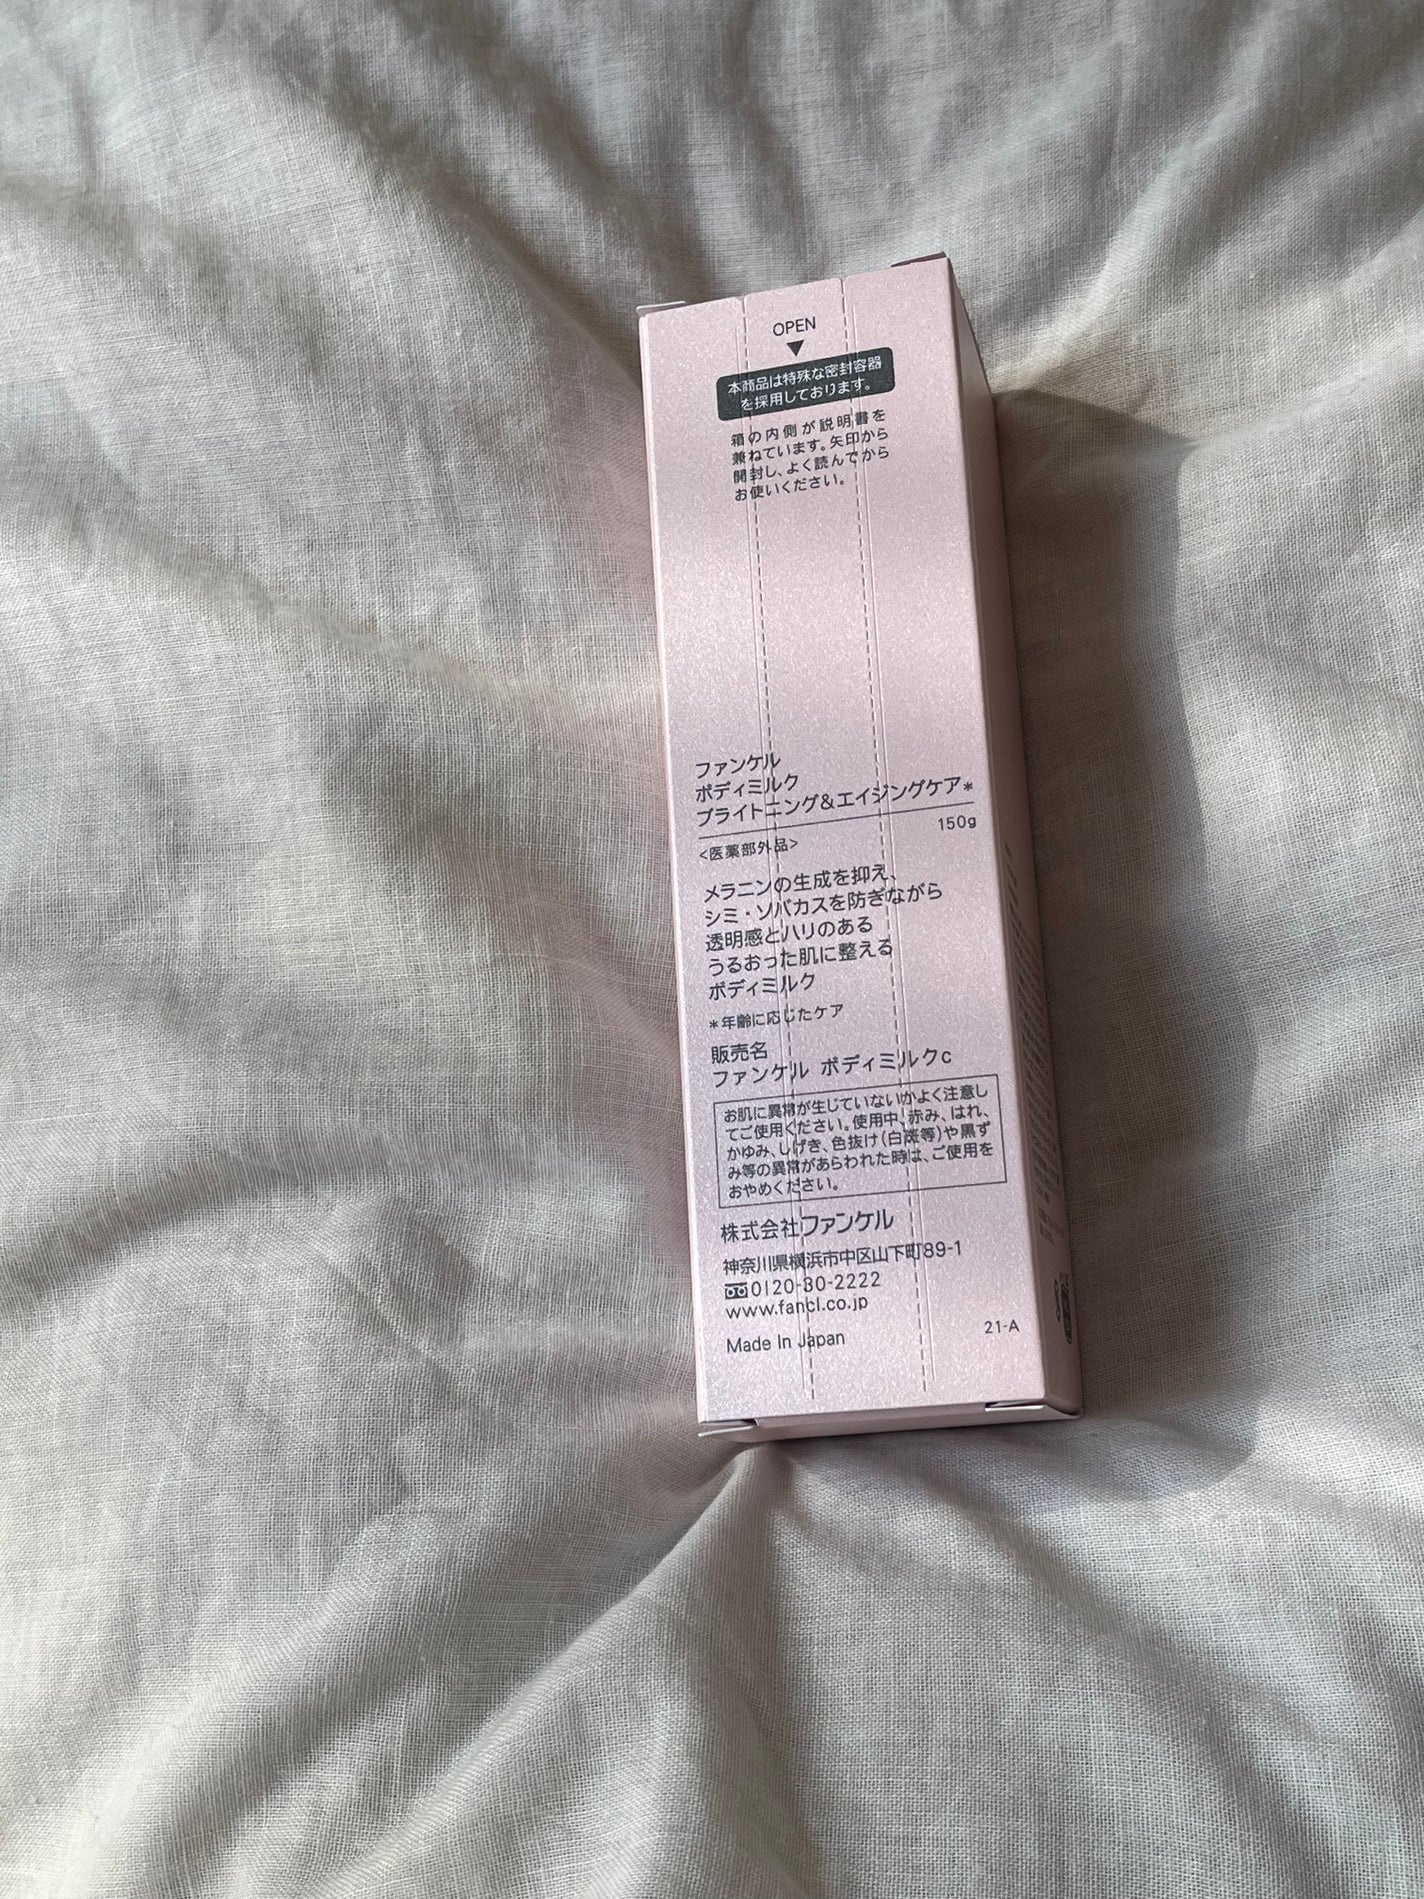 OPEN
▼
本商品は特殊な密封容器
を採用しております。
箱の内側が説明書を
兼ねています。矢印から
開封し、よく読んでから
お使いください。
ファンケル
ボディミルク
ブライトニング&エイジングケア*
150g
<医薬部外品>
メラニンの生成を抑え、
シミ・ソバカスを防ぎながら
透明感とハリのある
うるおった肌に整える
ボディミルク
*年齢に応じたケア
販売名
ファンケル ボディミルクc
お肌に異常が生じていないかよく注意し
てご使用ください。使用中、赤み、はれ、
かゆみ、しげき、色抜け(白斑等)や黒ず
み等の異常があらわれた時は、ご使用を
おやめください。
株式会社ファンケル
神奈川県横浜市中区山下町89-1
0120-30-2222
www.fancl.co.jp
Made In Japan
21-A